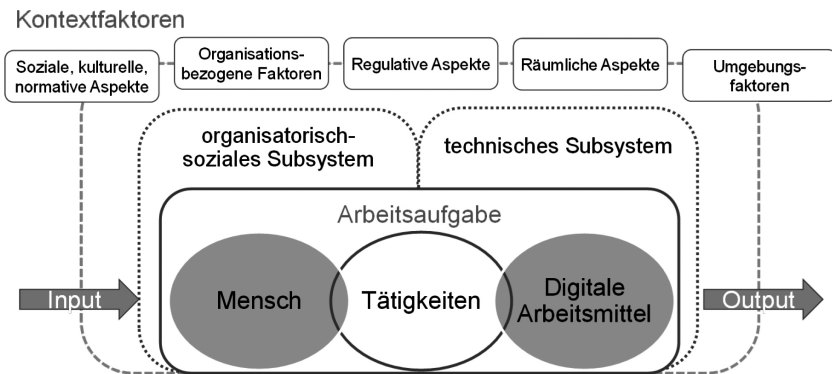 Kontextfaktoren
Soziale, kulturelle,
normative Aspekte
Organisations-
bezogene Faktoren
Regulative Aspekte
Räumliche Aspekte
Umgebungs-
faktoren
organisatorisch-
soziales Subsystem
technisches Subsystem
Arbeitsaufgabe
Input
Mensch
Tätigkeiten
Digitale
Arbeitsmittel
Output